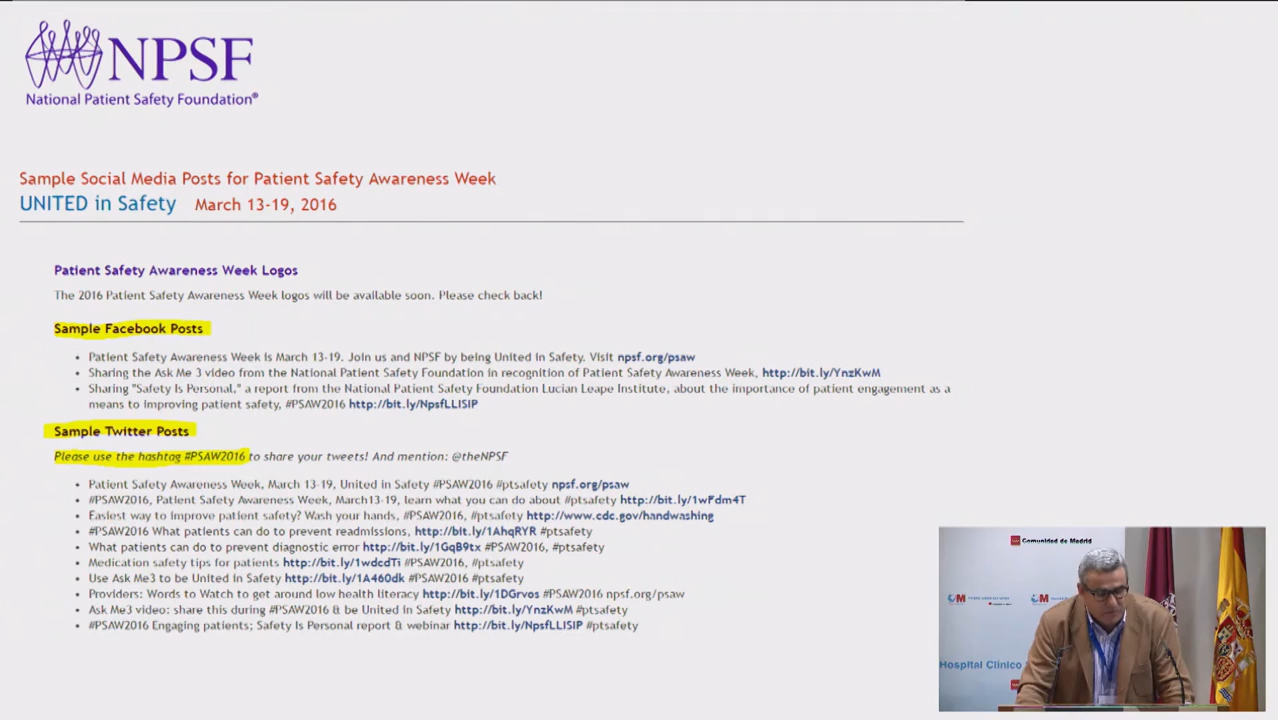 NPSF
National Patient Safety Foundation®
Sample Social Media Posts for Patient Safety Awareness Week
UNITED in Safety March 13-19, 2016
Patient Safety Awareness Week Logos
The 2016 Patient Safety Awareness Week logos will be available soon. Please check back!
Sample Facebook Posts
• Patient Safety Awareness Week is March 13-19. Join us and NPSF by being United in Safety. Visit npsf.org/psaw
• Sharing the Ask Me 3 video from the National Patient Safety Foundation in recognition of Patient Safety Awareness Week, http://bit.ly/YnzKwM
• Sharing "Safety Is Personal," a report from the National Patient Safety Foundation Lucian Leape Institute, about the importance of patient engagement as a
means to improving patient safety, #PSAW2016 http://bit.ly/NpsfLLISIP
Sample Twitter Posts
Please use the hashtag #PSAW2016 to share your tweets! And mention: @theNPSF
• Patient Safety Awareness Week, March 13-19, United in Safety #PSAW2016 #ptsafety npsf.org/psaw
• #PSAW2016, Patient Safety Awareness Week, March13-19, learn what you can do about #ptsafety http://bit.ly/1wFdm4T
• Easiest way to improve patient safety? Wash your hands, #PSAW2016, #ptsafety http://www.cdc.gov/handwashing
• #PSAW2016 What patients can do to prevent readmissions, http://bit.ly/1AhqRYR #ptsafety
• What patients can do to prevent diagnostic error http://bit.ly/1GqB9tx #PSAW2016, #ptsafety
• Medication safety tips for patients http://bit.ly/1wdcdTi #PSAW2016, #ptsafety
• Use Ask Me3 to be United in Safety http://bit.ly/1A460dk #PSAW2016 #ptsafety
• Providers: Words to Watch to get around low health literacy http://bit.ly/1DGrvos #PSAW2016 npsf.org/psaw
• Ask Me3 video: share this during #PSAW2016 & be United in Safety http://bit.ly/YnzKwM #ptsafety
• #PSAW2016 Engaging patients; Safety Is Personal report & webinar http://bit.ly/NpsfLLISIP #ptsafety
Comunidad de Madrid
Hospital Clínico